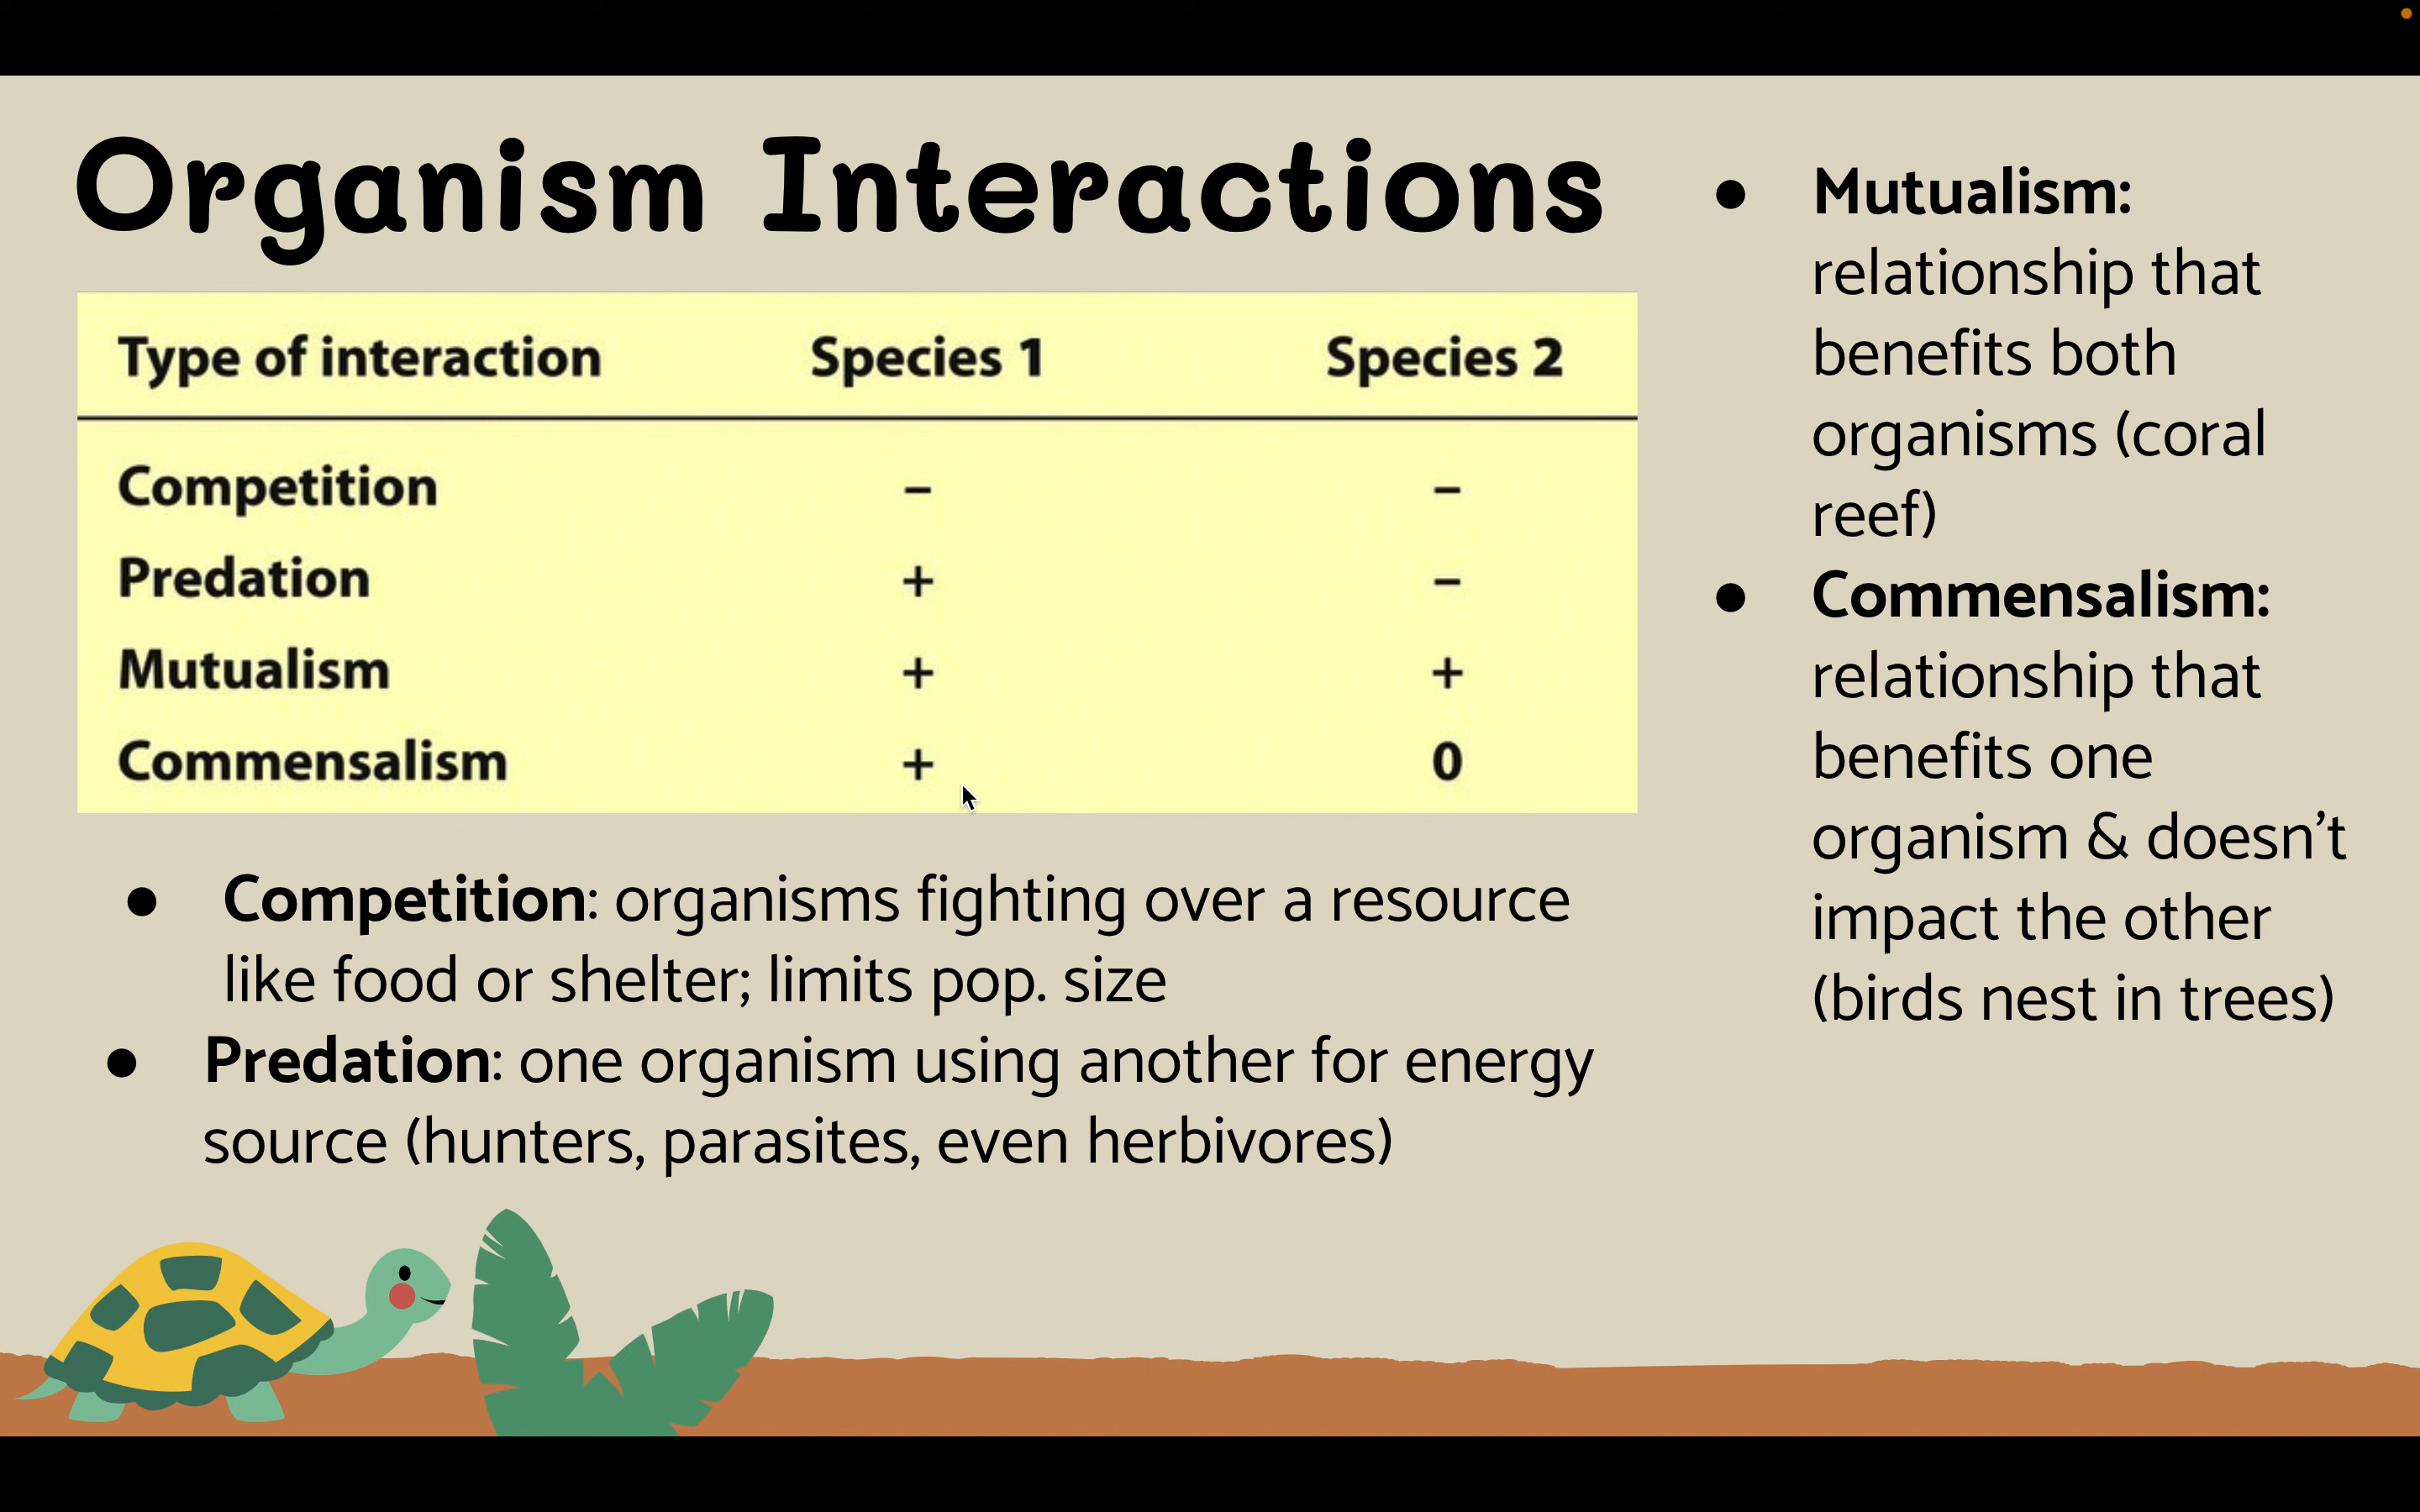 Organism Interactions
Type of interaction Species 1 Species 2
Competition – –
Predation + –
Mutualism + +
Commensalism + 0
● Competition: organisms fighting over a resource
like food or shelter; limits pop. size
● Predation: one organism using another for energy
source (hunters, parasites, even herbivores)
● Mutualism:
relationship that
benefits both
organisms (coral
reef)
● Commensalism:
relationship that
benefits one
organism & doesn’t
impact the other
(birds nest in trees)